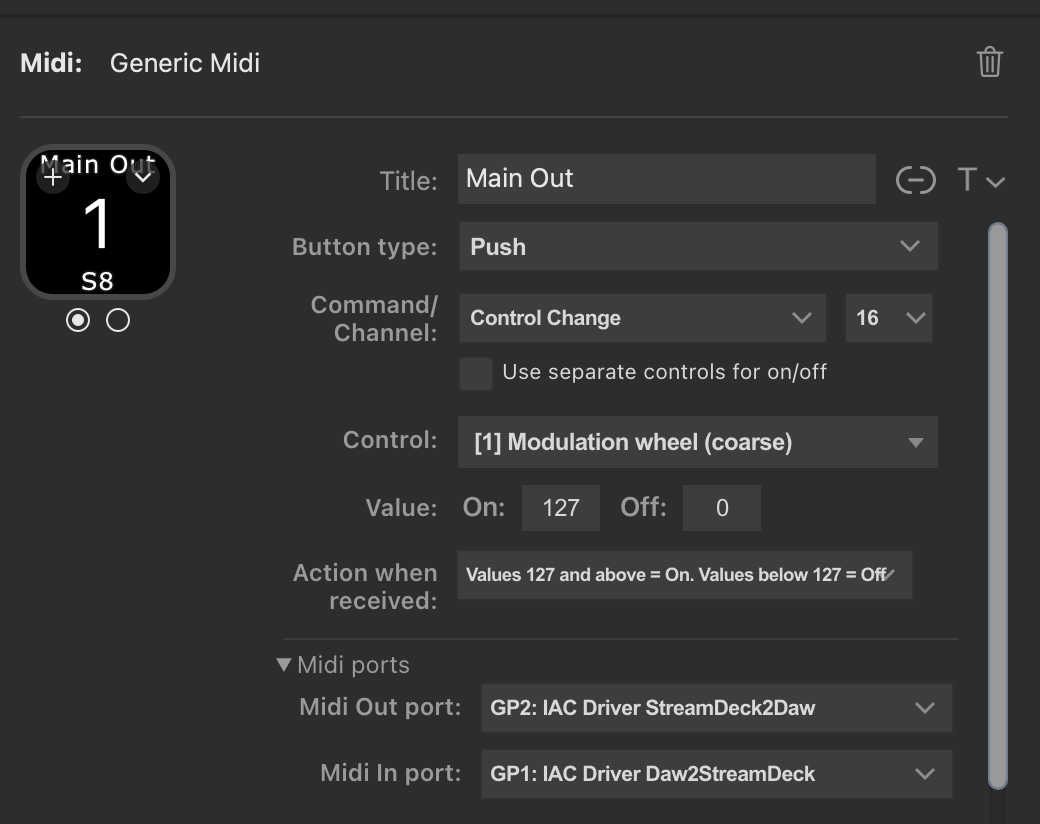 Midi: Generic Midi
Main Out
1
S8
Title: Main Out T
Button type: Push
Command/
Channel: Control Change 16
Use separate controls for on/off
Control: [1] Modulation wheel (coarse)
Value: On: 127 Off: 0
Action when
received: Values 127 and above = On. Values below 127 = Off
Midi ports
Midi Out port: GP2: IAC Driver StreamDeck2Daw
Midi In port: GP1: IAC Driver Daw2StreamDeck